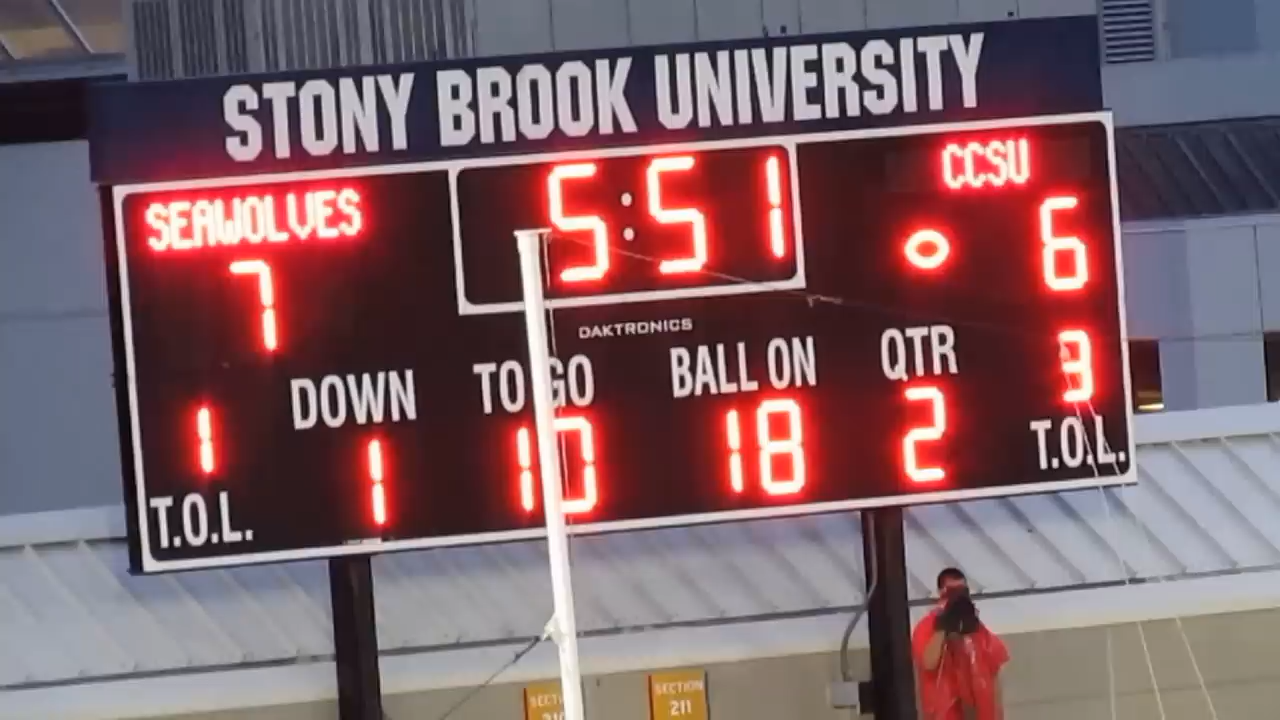 STONY BROOK UNIVERSITY
SEAWOLVES
5:51
CCSU
7
6
DAKTRONICS
DOWN
TO GO
BALL ON
QTR
3
1
1
10
18
2
T.O.L.
T.O.L.
SECTION
211